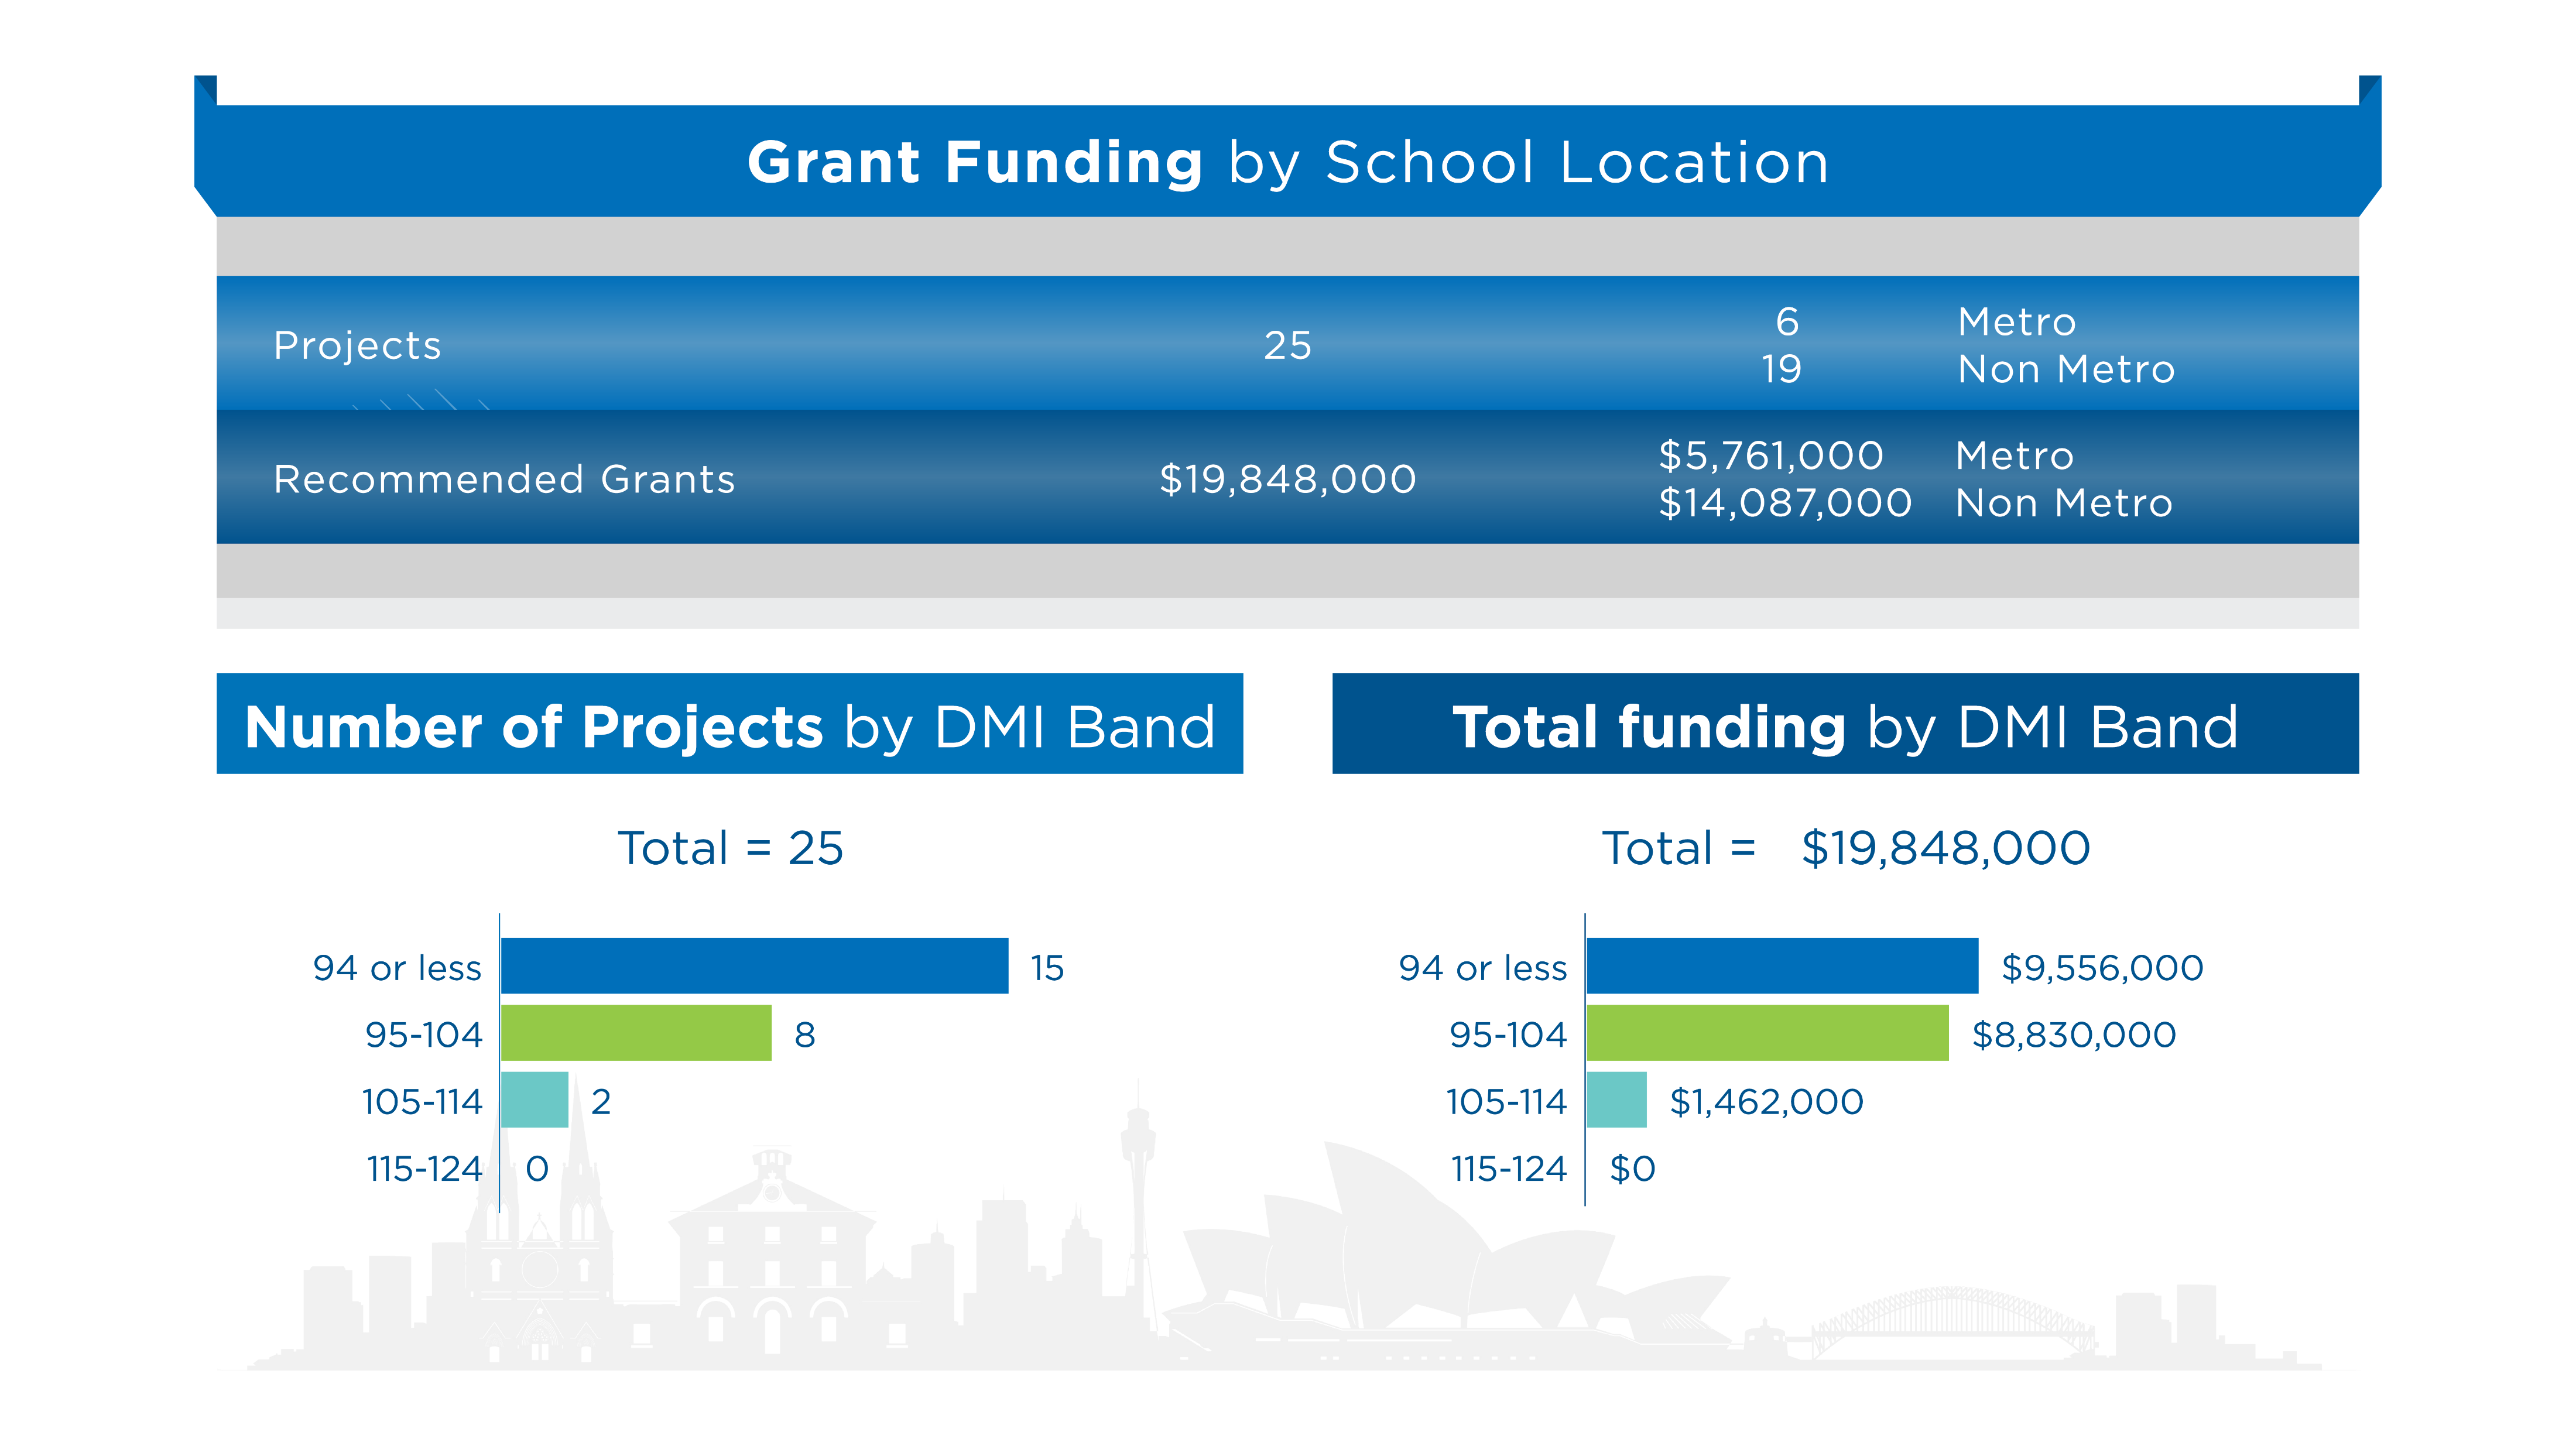 Grant Funding by School Location
Projects 25 6 Metro
19 Non Metro
Recommended Grants $19,848,000 $5,761,000 Metro
$14,087,000 Non Metro
Number of Projects by DMI Band
Total = 25
94 or less 15
95-104 8
105-114 2
115-124 0
Total funding by DMI Band
Total = $19,848,000
94 or less $9,556,000
95-104 $8,830,000
105-114 $1,462,000
115-124 $0